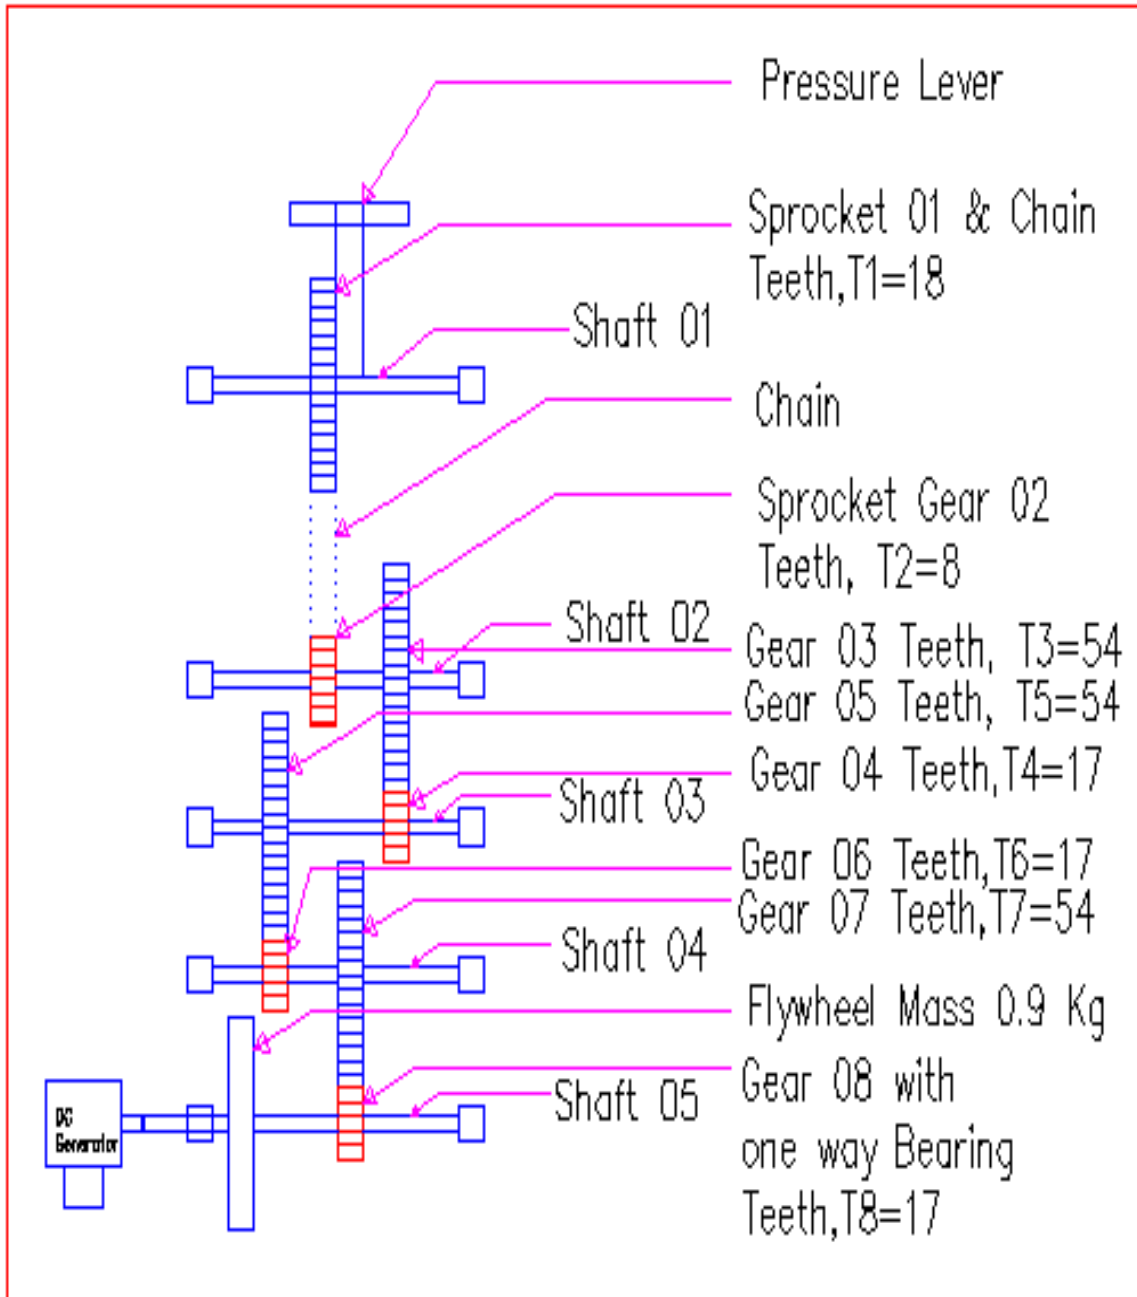 Pressure Lever
Sprocket 01 & Chain
Teeth,T1=18
Shaft 01
Chain
Sprocket Gear 02
Teeth, T2=8
Shaft 02
Gear 03 Teeth, T3=54
Gear 05 Teeth, T5=54
Gear 04 Teeth,T4=17
Shaft 03
Gear 06 Teeth,T6=17
Gear 07 Teeth,T7=54
Shaft 04
Flywheel Mass 0.9 Kg
Gear 08 with
Shaft 05
one way Bearing
Teeth,T8=17
DC
Generator